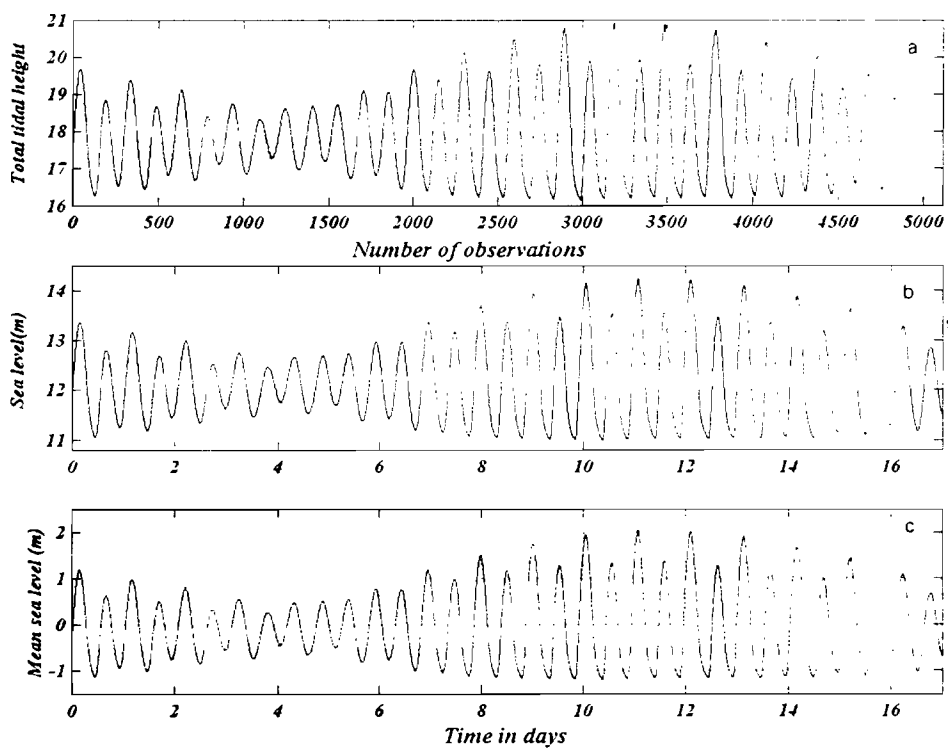 21
20
19
18
17
16
Total tidal height
a
0 500 1000 1500 2000 2500 3000 3500 4000 4500 5000
Number of observations
14
13
12
11
Sea level(m)
b
0 2 4 6 8 10 12 14 16
2
1
0
-1
Mean sea level (m)
c
0 2 4 6 8 10 12 14 16
Time in days